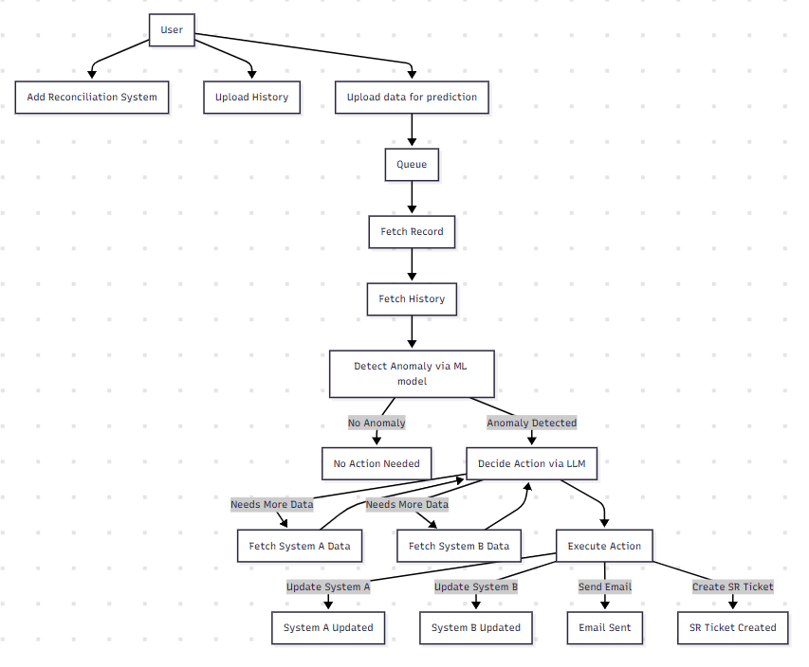 User
Add Reconciliation System
Upload History
Upload data for prediction
Queue
Fetch Record
Fetch History
Detect Anomaly via ML
model
No Anomaly
Anomaly Detected
No Action Needed
Decide Action via LLM
Needs More Data
Needs More Data
Fetch System A Data
Fetch System B Data
Execute Action
Update System A
Update System B
Send Email
Create SR Ticket
System A Updated
System B Updated
Email Sent
SR Ticket Created